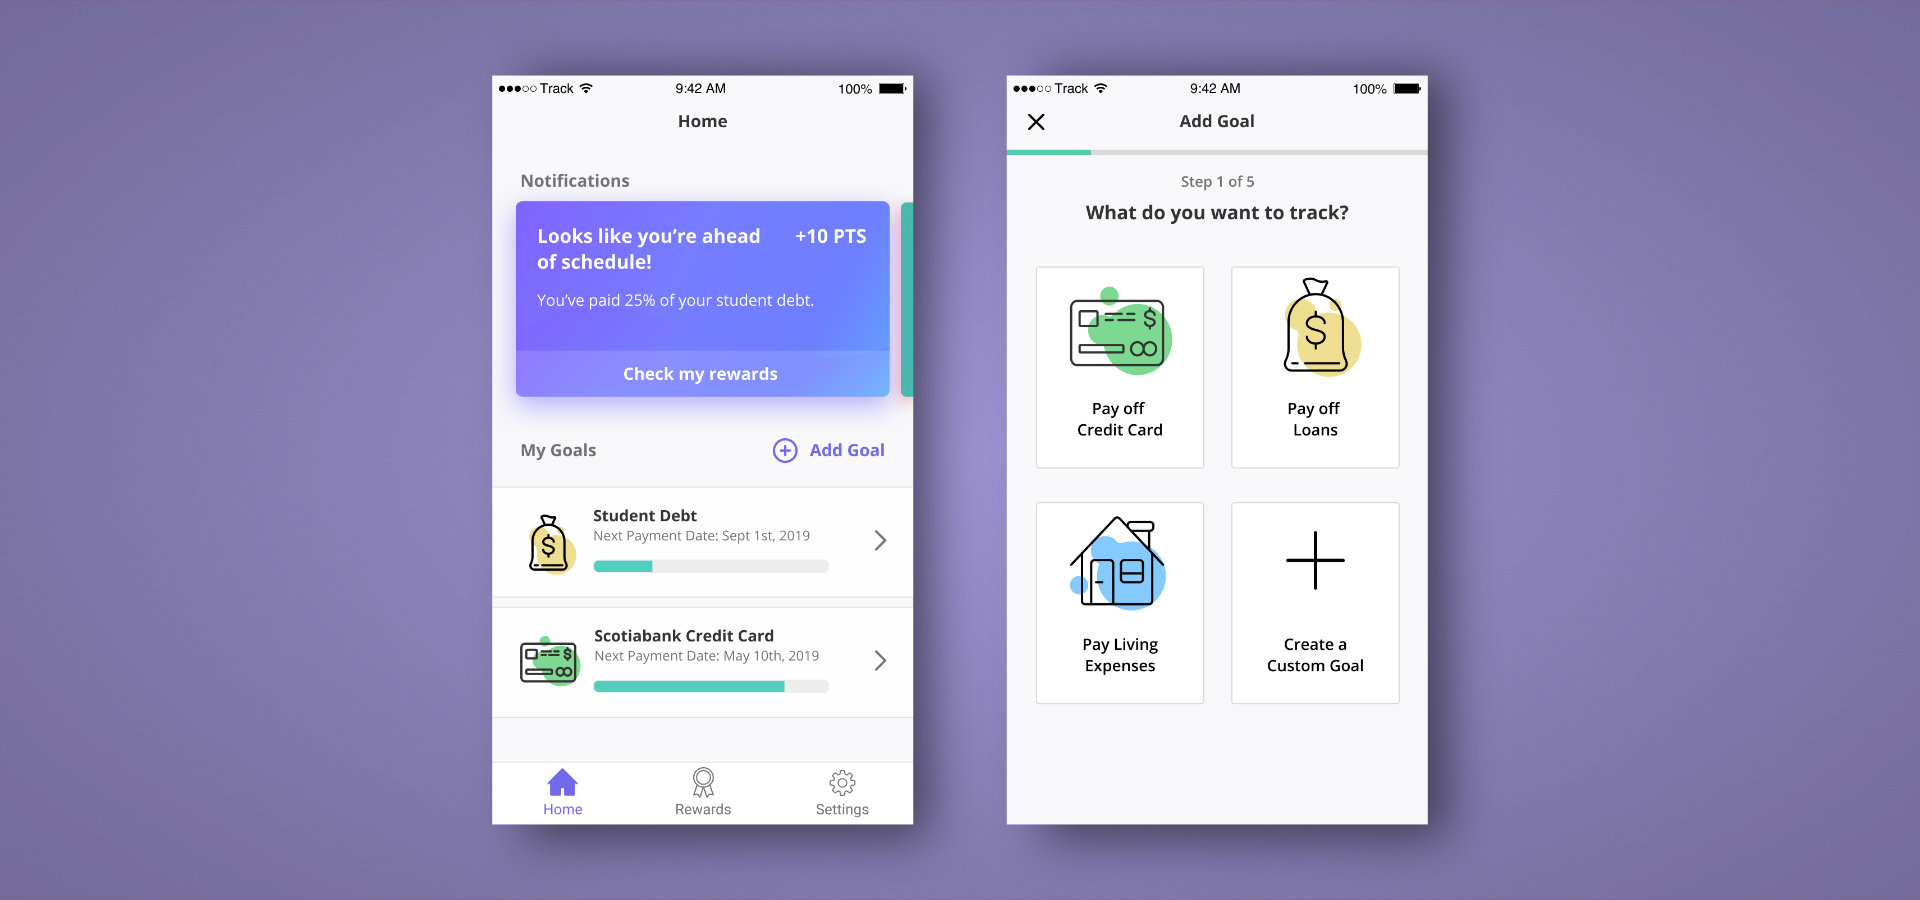 Track 9:42 AM 100%
Home
Notifications
Looks like you’re ahead +10 PTS
of schedule!
You’ve paid 25% of your student debt.
Check my rewards
My Goals Add Goal
$
Student Debt
Next Payment Date: Sept 1st, 2019
$
Scotiabank Credit Card
Next Payment Date: May 10th, 2019
Home Rewards Settings
Track 9:42 AM 100%
Add Goal
Step 1 of 5
What do you want to track?
$
Pay off
Credit Card
$
Pay off
Loans
Pay Living
Expenses
Create a
Custom Goal